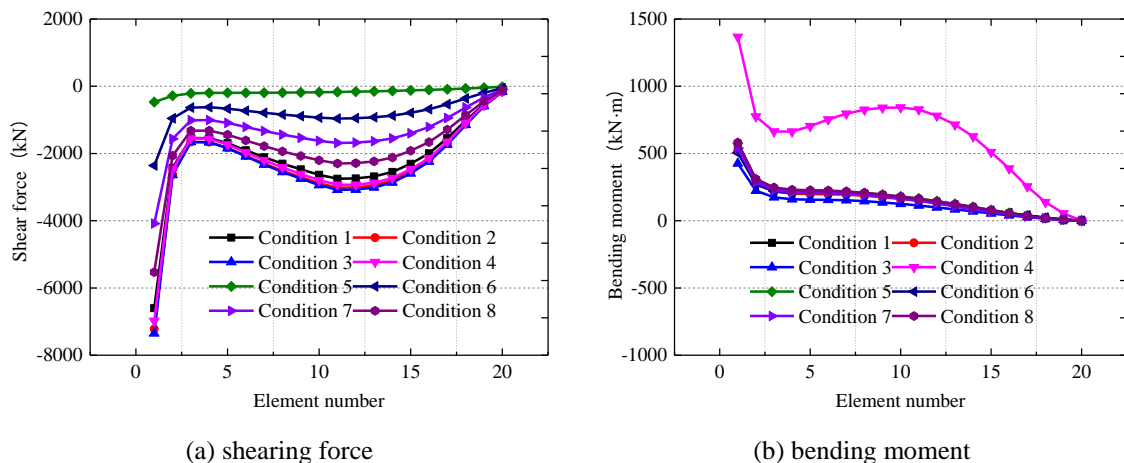 2000
0
-2000
-4000
-6000
-8000
Shear force (kN)
Condition 1 Condition 2
Condition 3 Condition 4
Condition 5 Condition 6
Condition 7 Condition 8
0 5 10 15 20
Element number
(a) shearing force
1500
1000
500
0
-500
-1000
Bending moment (kN·m)
Condition 1 Condition 2
Condition 3 Condition 4
Condition 5 Condition 6
Condition 7 Condition 8
0 5 10 15 20
Element number
(b) bending moment